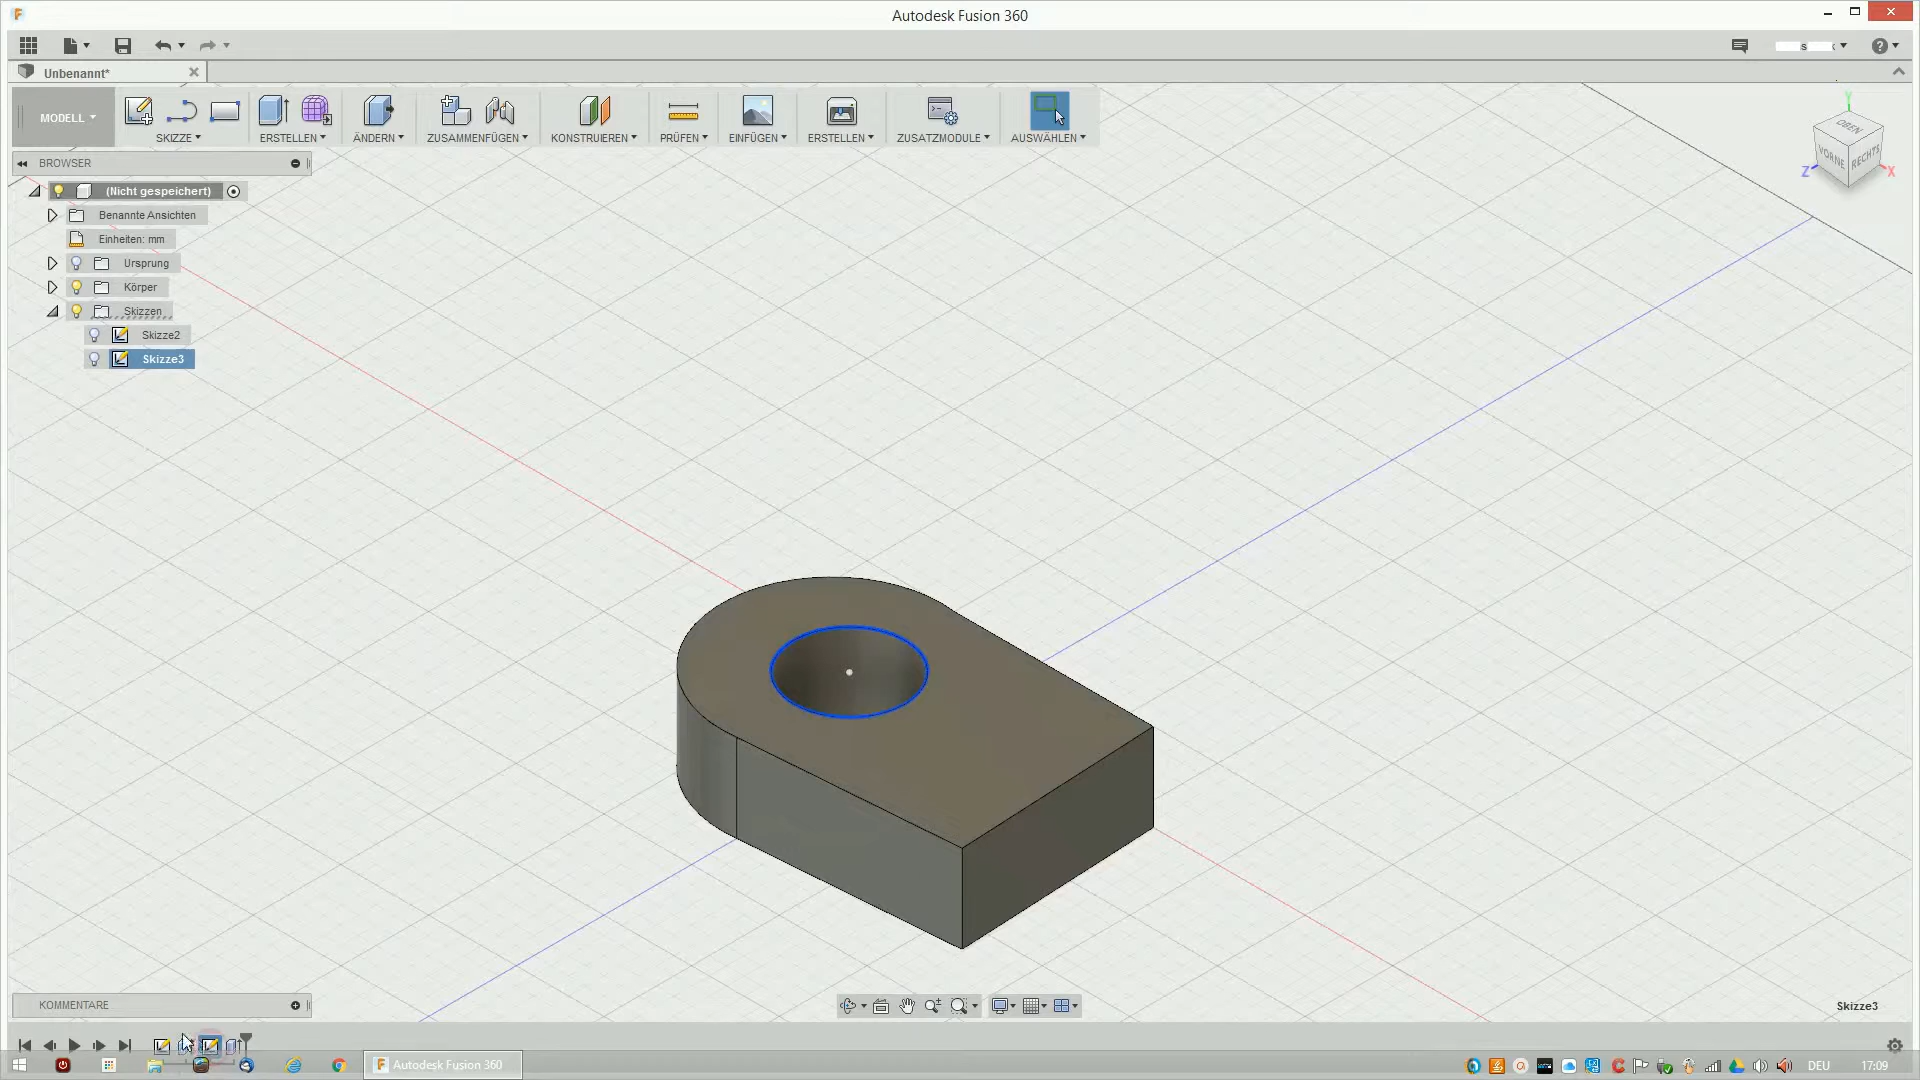 Autodesk Fusion 360
Unbenannt*
MODELL
SKIZZE
ERSTELLEN
ÄNDERN
ZUSAMMENFÜGEN
KONSTRUIEREN
PRÜFEN
EINFÜGEN
ERSTELLEN
ZUSATZMODULE
AUSWÄHLEN
BROWSER
(Nicht gespeichert)
Benannte Ansichten
Einheiten: mm
Ursprung
Körper
Skizzen
Skizze2
Skizze3
Y
OBEN
VORNE
RECHTS
Z
X
KOMMENTARE
Skizze3
Autodesk Fusion 360
DEU
17:09